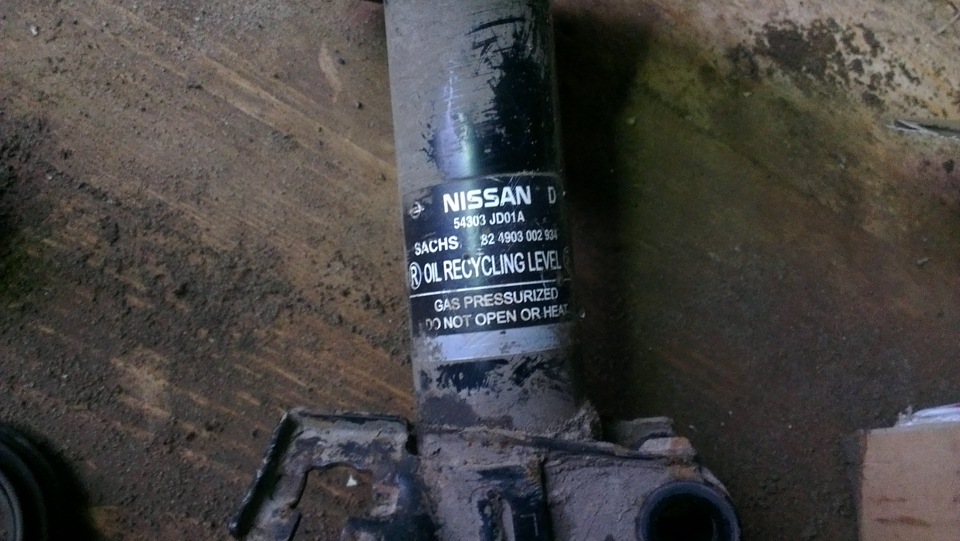 NISSAN D
54303 JD01A
SACHS 82 4903 002 934
R OIL RECYCLING LEVEL
GAS PRESSURIZED
DO NOT OPEN OR HEAT